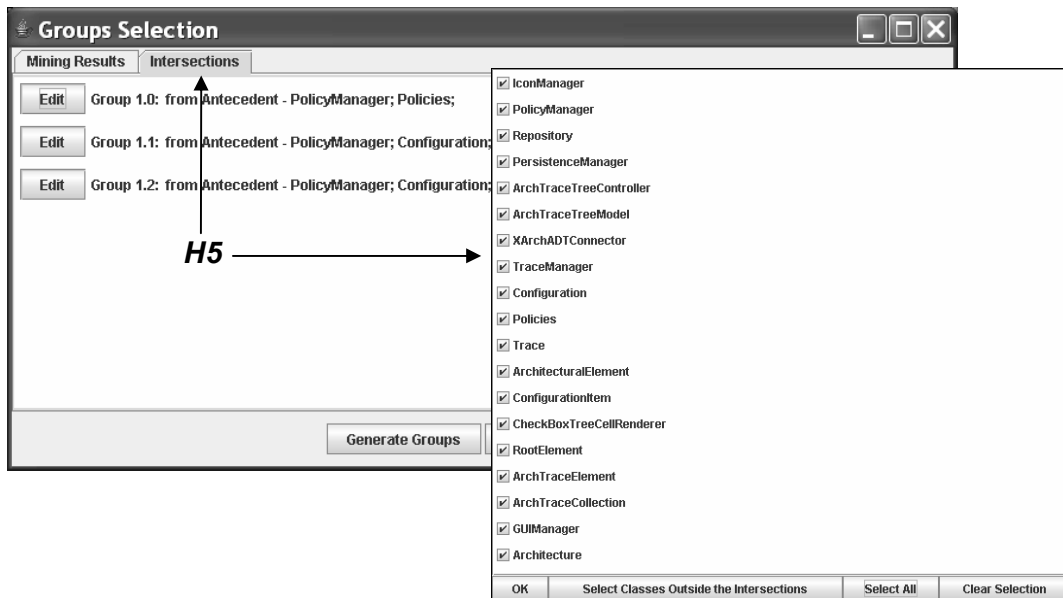 Groups Selection
Mining Results
Intersections
Edit
Group 1.0: from Antecedent - PolicyManager; Policies;
Edit
Group 1.1: from Antecedent - PolicyManager; Configuration;
Edit
Group 1.2: from Antecedent - PolicyManager; Configuration;
H5
Generate Groups
IconManager
PolicyManager
Repository
PersistenceManager
ArchTraceTreeController
ArchTraceTreeModel
XArchADTConnector
TraceManager
Configuration
Policies
Trace
ArchitecturalElement
ConfigurationItem
CheckBoxTreeCellRenderer
RootElement
ArchTraceElement
ArchTraceCollection
GUIManager
Architecture
OK
Select Classes Outside the Intersections
Select All
Clear Selection